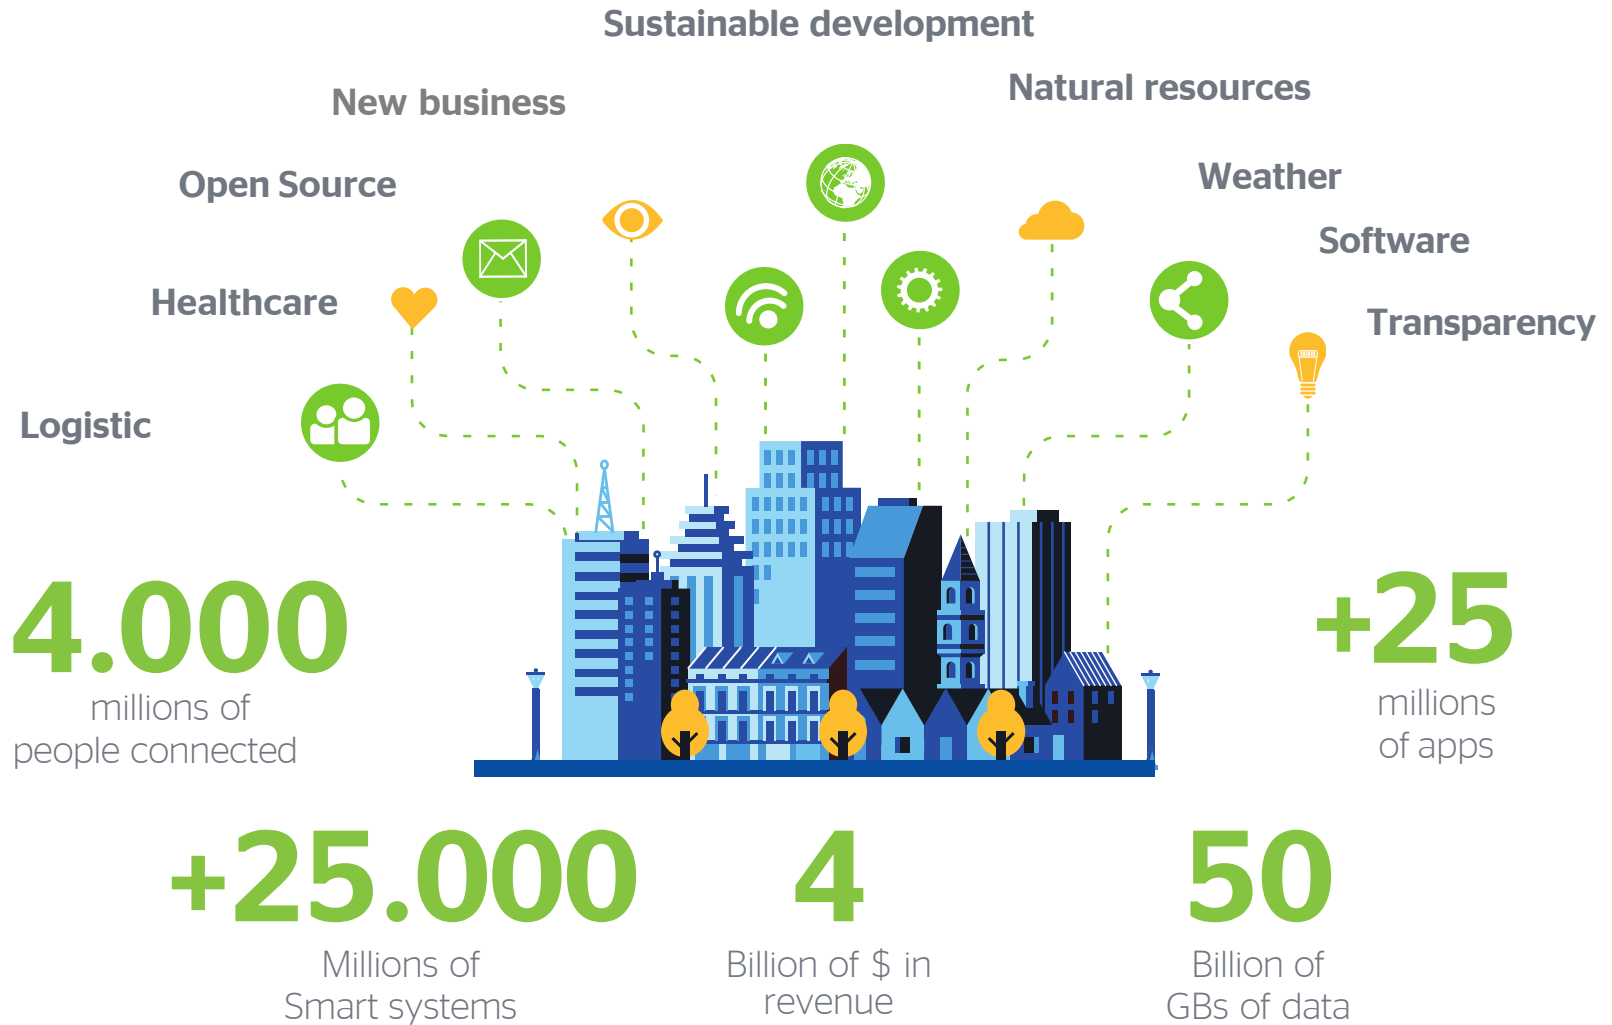 Sustainable development
New business
Natural resources
Open Source
Weather
Software
Healthcare
Transparency
Logistic
4.000
millions of
people connected
+25
millions
of apps
+25.000
Millions of
Smart systems
4
Billion of $ in
revenue
50
Billion of
GBs of data